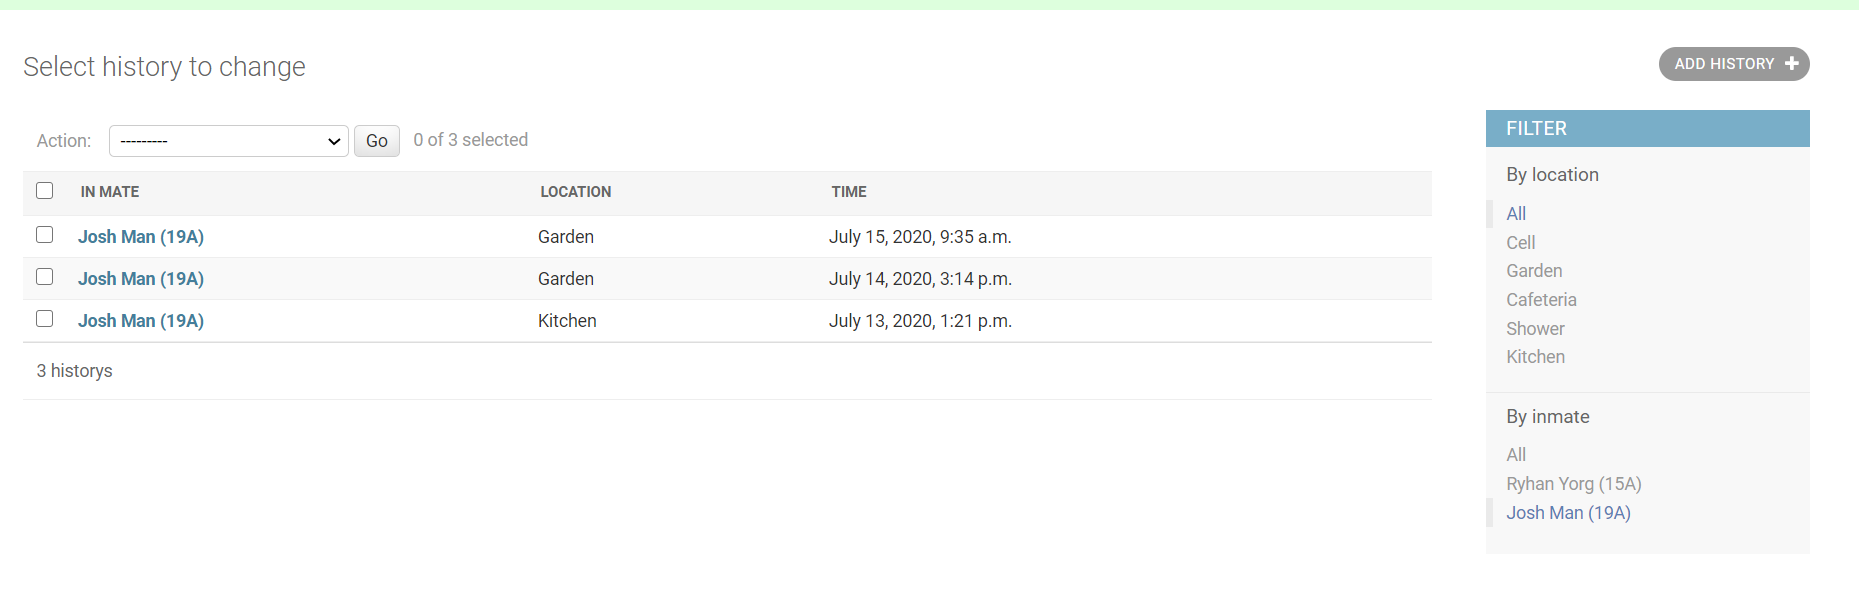 Select history to change
ADD HISTORY +
Action: --------- Go 0 of 3 selected
IN MATE LOCATION TIME
Josh Man (19A) Garden July 15, 2020, 9:35 a.m.
Josh Man (19A) Garden July 14, 2020, 3:14 p.m.
Josh Man (19A) Kitchen July 13, 2020, 1:21 p.m.
3 historys
FILTER
By location
All
Cell
Garden
Cafeteria
Shower
Kitchen
By inmate
All
Ryhan Yorg (15A)
Josh Man (19A)